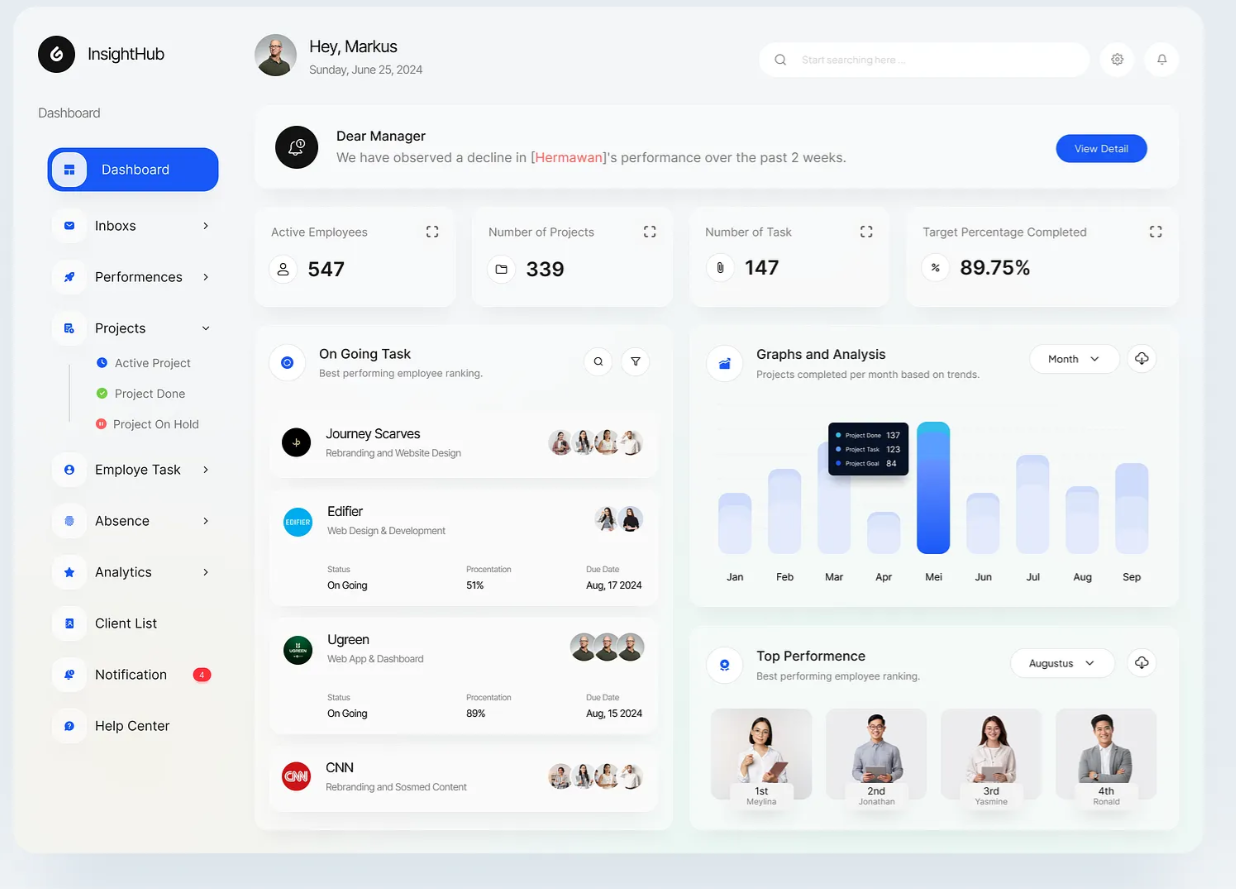 InsightHub
Hey, Markus
Sunday, June 25, 2024
Start searching here ...
Dashboard
Dashboard
Inboxs
Performences
Projects
Active Project
Project Done
Project On Hold
Employe Task
Absence
Analytics
Client List
Notification
4
Help Center
Dear Manager
We have observed a decline in [Hermawan]'s performance over the past 2 weeks.
View Detail
Active Employees
547
Number of Projects
339
Number of Task
147
Target Percentage Completed
%
89.75%
On Going Task
Best performing employee ranking.
Journey Scarves
Rebranding and Website Design
EDIFIER
Edifier
Web Design & Development
Status
Procentation
Due Date
On Going
51%
Aug, 17 2024
UGREEN
Ugreen
Web App & Dashboard
Status
Procentation
Due Date
On Going
89%
Aug, 15 2024
CNN
CNN
Rebranding and Sosmed Content
Graphs and Analysis
Projects completed per month based on trends.
Month
Project Done 137
Project Task 123
Project Goal 84
Jan Feb Mar Apr Mei Jun Jul Aug Sep
Top Performence
Best performing employee ranking.
Augustus
1st
Meylina
2nd
Jonathan
3rd
Yasmine
4th
Ronald